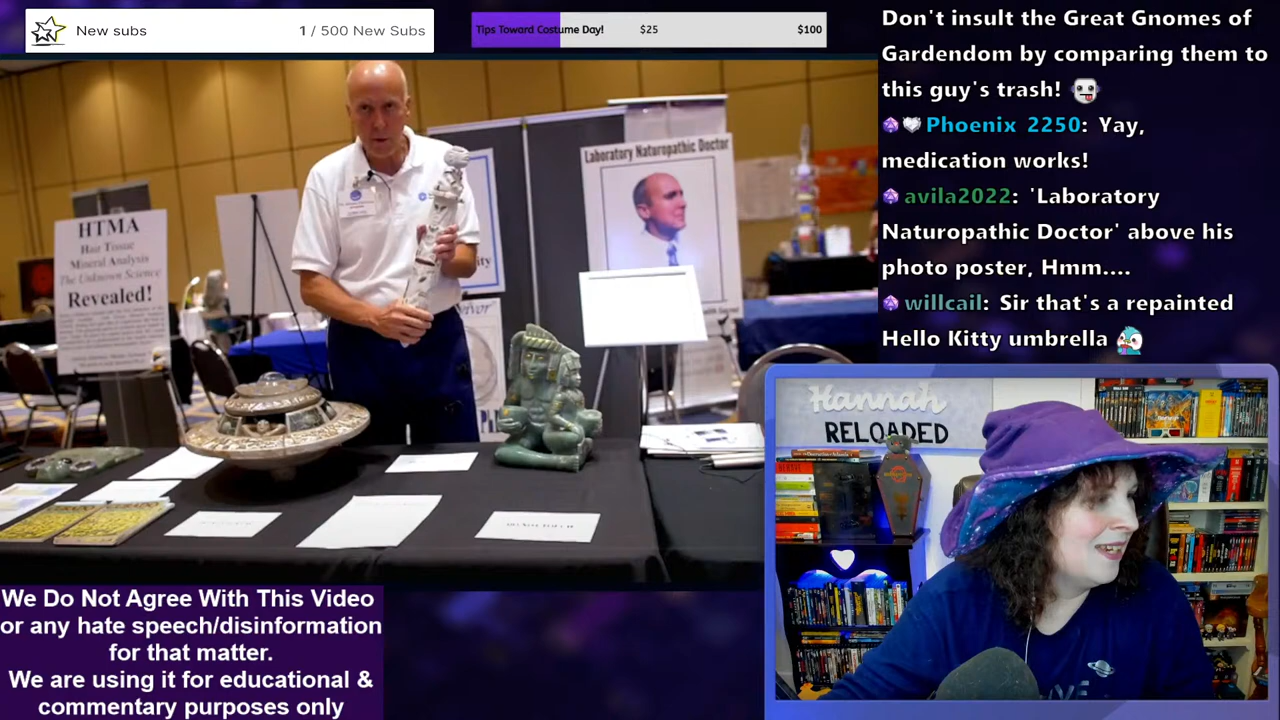 New subs
1 / 500 New Subs
Tips Toward Costume Day!
$25
$100
Don't insult the Great Gnomes of
Gardendom by comparing them to
this guy's trash!
Phoenix 2250: Yay,
medication works!
avila2022: 'Laboratory
Naturopathic Doctor' above his
photo poster, Hmm....
willcail: Sir that's a repainted
Hello Kitty umbrella
HTMA
Hair Tissue
Mineral Analysis
The Unknown Science
Revealed!
Laboratory Naturopathic Doctor
Hannah
RELOADED
We Do Not Agree With This Video
or any hate speech/disinformation
for that matter.
We are using it for educational &
commentary purposes only